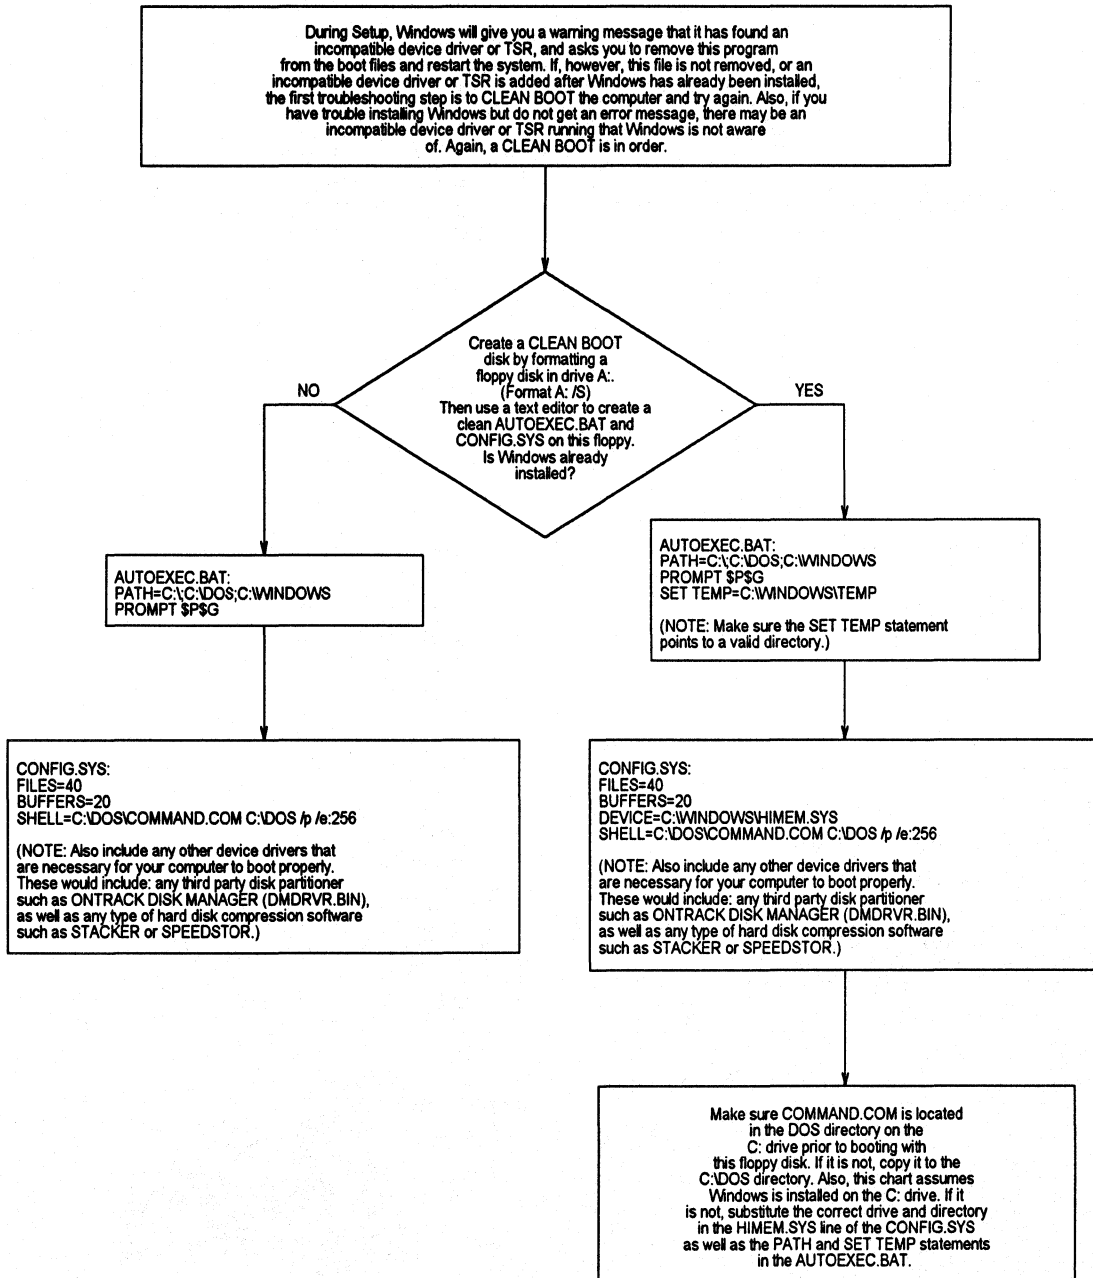 During Setup, Windows will give you a warning message that it has found an
incompatible device driver or TSR, and asks you to remove this program
from the boot files and restart the system. If, however, this file is not removed, or an
incompatible device driver or TSR is added after Windows has already been installed,
the first troubleshooting step is to CLEAN BOOT the computer and try again. Also, if you
have trouble installing Windows but do not get an error message, there may be an
incompatible device driver or TSR running that Windows is not aware
of. Again, a CLEAN BOOT is in order.
Create a CLEAN BOOT
disk by formatting a
floppy disk in drive A:.
(Format A: /S)
Then use a text editor to create a
clean AUTOEXEC.BAT and
CONFIG.SYS on this floppy.
Is Windows already
installed?
NO
YES
AUTOEXEC.BAT:
PATH=C:\;C:\DOS;C:\WINDOWS
PROMPT $P$G
AUTOEXEC.BAT:
PATH=C:\;C:\DOS;C:\WINDOWS
PROMPT $P$G
SET TEMP=C:\WINDOWS\TEMP
(NOTE: Make sure the SET TEMP statement
points to a valid directory.)
CONFIG.SYS:
FILES=40
BUFFERS=20
SHELL=C:\DOS\COMMAND.COM C:\DOS /p /e:256
(NOTE: Also include any other device drivers that
are necessary for your computer to boot properly.
These would include: any third party disk partitioner
such as ONTRACK DISK MANAGER (DMDRVR.BIN),
as well as any type of hard disk compression software
such as STACKER or SPEEDSTOR.)
CONFIG.SYS:
FILES=40
BUFFERS=20
DEVICE=C:\WINDOWS\HIMEM.SYS
SHELL=C:\DOS\COMMAND.COM C:\DOS /p /e:256
(NOTE: Also include any other device drivers that
are necessary for your computer to boot properly.
These would include: any third party disk partitioner
such as ONTRACK DISK MANAGER (DMDRVR.BIN),
as well as any type of hard disk compression software
such as STACKER or SPEEDSTOR.)
Make sure COMMAND.COM is located
in the DOS directory on the
C: drive prior to booting with
this floppy disk. If it is not, copy it to the
C:\DOS directory. Also, this chart assumes
Windows is installed on the C: drive. If it
is not, substitute the correct drive and directory
in the HIMEM.SYS line of the CONFIG.SYS
as well as the PATH and SET TEMP statements
in the AUTOEXEC.BAT.